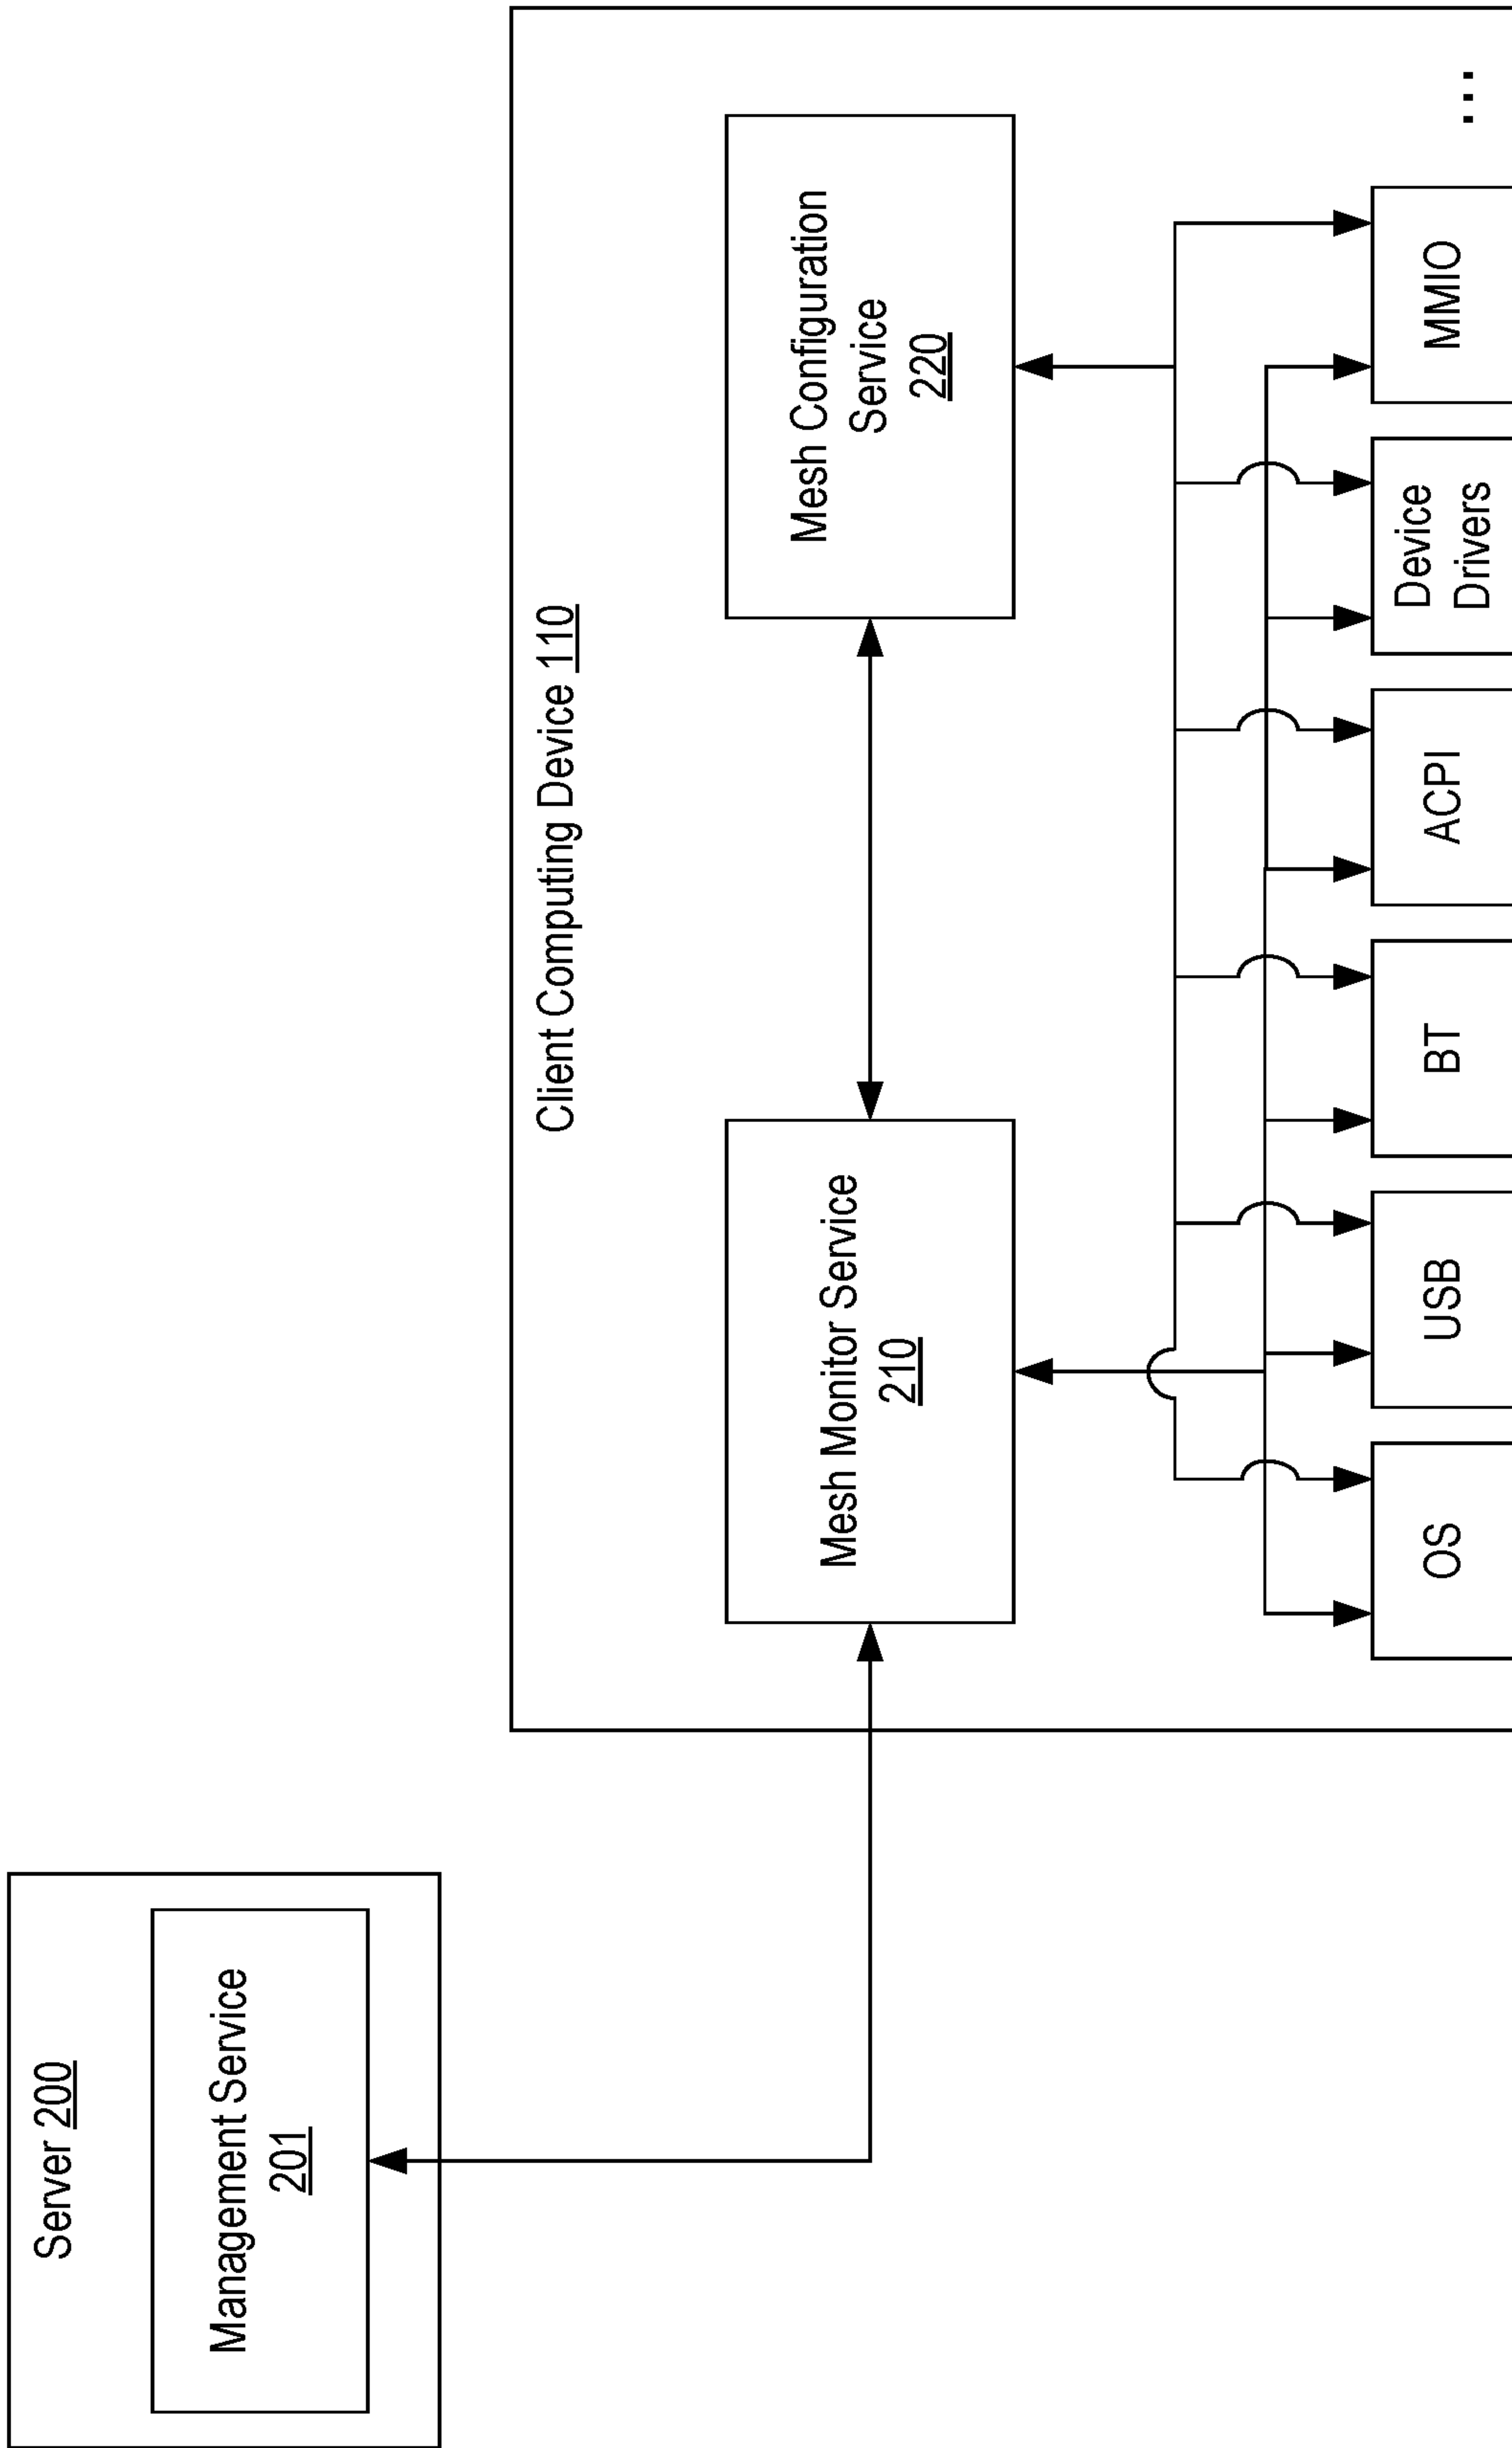 Server 200
Management Service
201
Client Computing Device 110
Mesh Monitor Service
210
Mesh Configuration
Service
220
OS
USB
BT
ACPI
Device
Drivers
MMIO
...